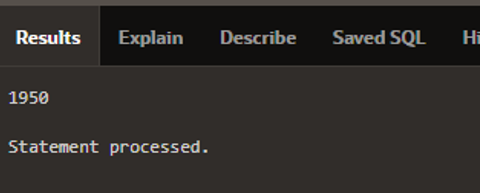 Results Explain Describe Saved SQL Hi
1950
Statement processed.